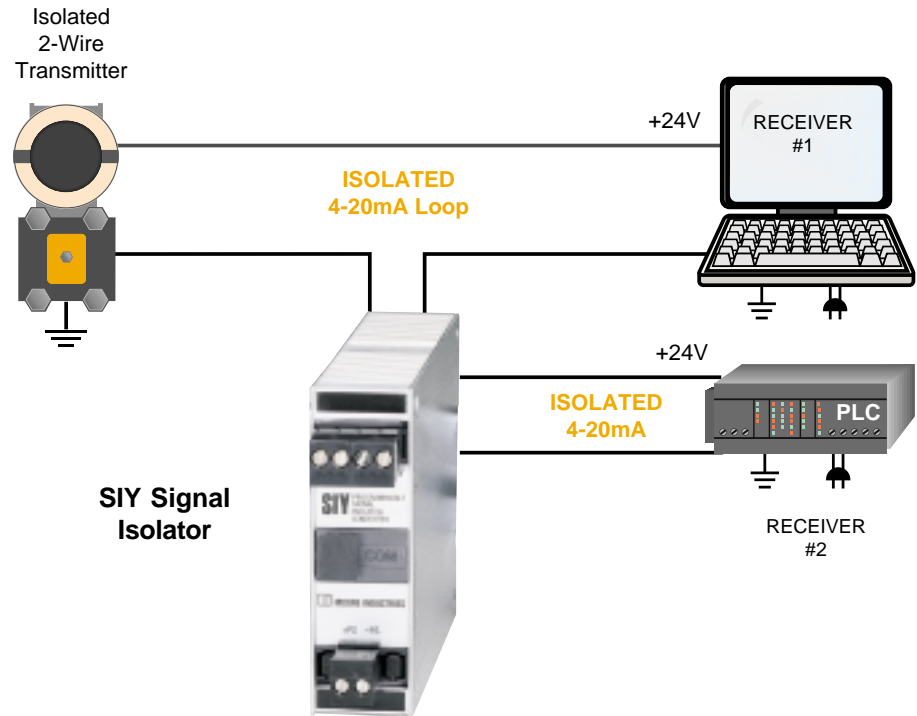 Isolated
2-Wire
Transmitter
+24V
RECEIVER
#1
ISOLATED
4-20mA Loop
+24V
ISOLATED
4-20mA
PLC
SIY Signal
Isolator
SIY
COM
MOORE INDUSTRIES
RECEIVER
#2